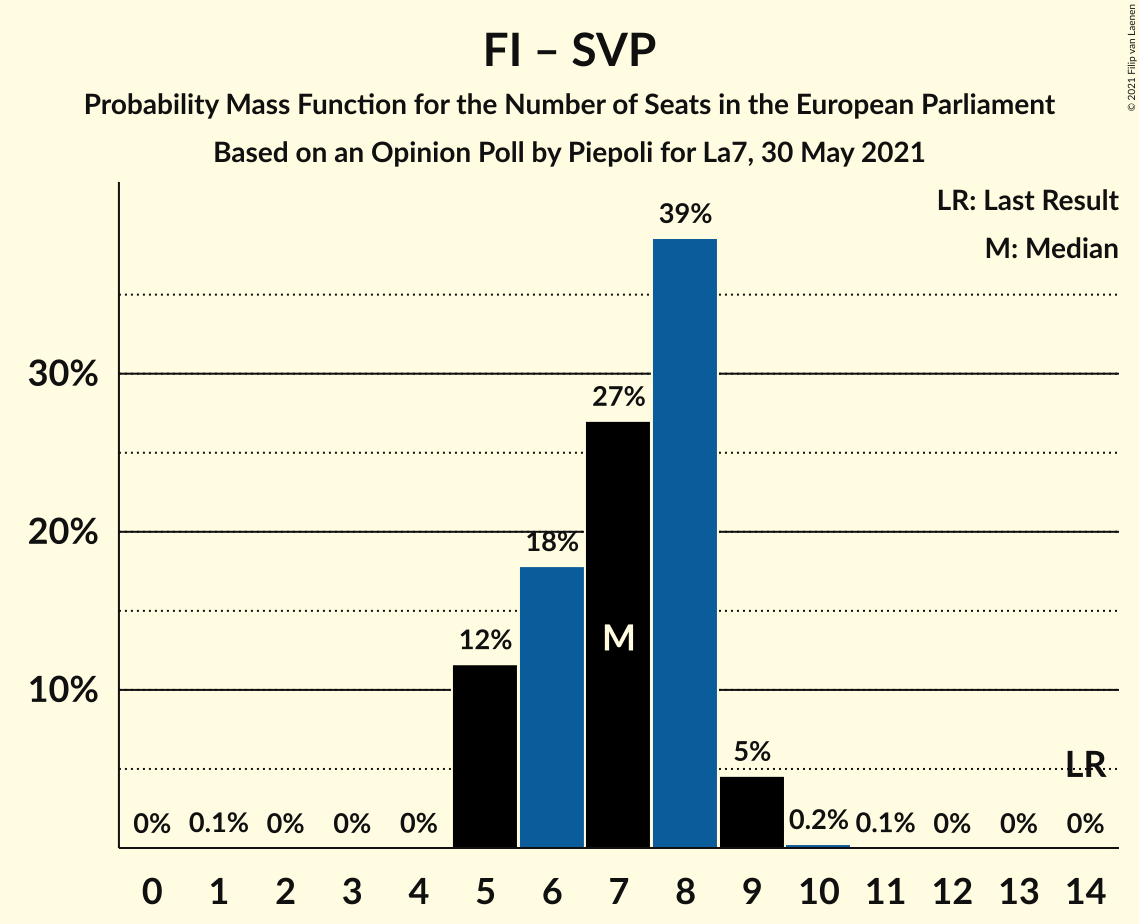 FI – SVP
Probability Mass Function for the Number of Seats in the European Parliament
Based on an Opinion Poll by Piepoli for La7, 30 May 2021
© 2021 Filip van Laenen
LR: Last Result
M: Median
39%
30%
27%
20%
18%
12%
M
10%
5%
LR
0% 0.1% 0% 0% 0% 0.2% 0.1% 0% 0% 0%
0 1 2 3 4 5 6 7 8 9 10 11 12 13 14